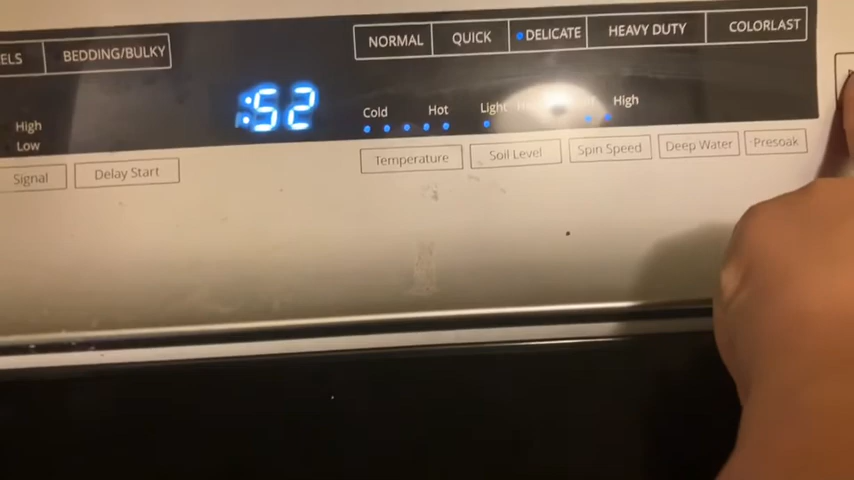 NORMAL QUICK DELICATE HEAVY DUTY COLORLAST
ELS BEDDING/BULKY
:52
Cold Hot Light High
High
Low
Signal Delay Start Temperature Soil Level Spin Speed Deep Water Presoak